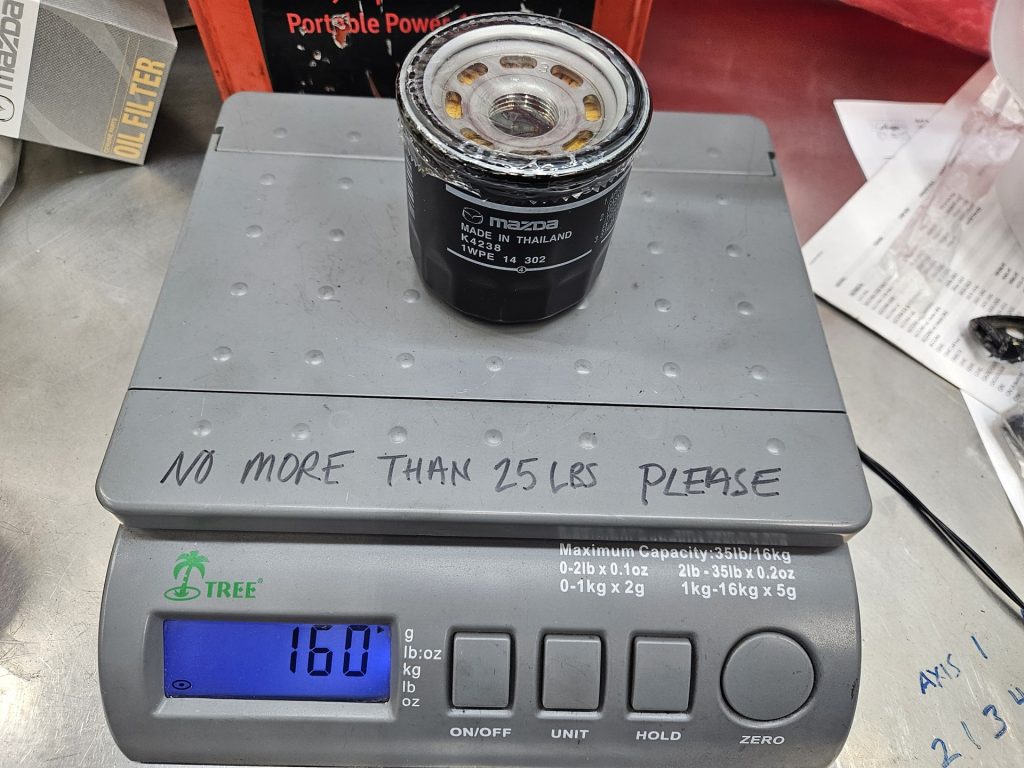 mazda
OIL FILTER
Portable Power
mazda
MADE IN THAILAND
K4238
1WPE 14 302
4
NO MORE THAN 25 LBS PLEASE
Maximum Capacity:35lb/16kg
0-2lb x 0.1oz 2lb - 35lb x 0.2oz
0-1kg x 2g 1kg-16kg x 5g
TREE®
160
g
lb:oz
kg
lb
oz
ON/OFF UNIT HOLD ZERO
AXIS 1
2 1 3 4